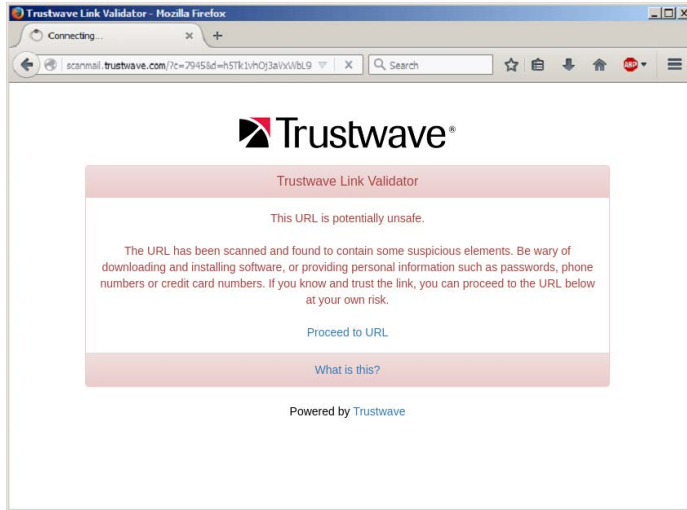 Trustwave Link Validator - Mozilla Firefox
Connecting...
scanmail.trustwave.com/?c=7945&d=h5Tk1vhOj3aVxWbL9
Search
ABP
Trustwave®
Trustwave Link Validator
This URL is potentially unsafe.
The URL has been scanned and found to contain some suspicious elements. Be wary of
downloading and installing software, or providing personal information such as passwords, phone
numbers or credit card numbers. If you know and trust the link, you can proceed to the URL below
at your own risk.
Proceed to URL
What is this?
Powered by Trustwave